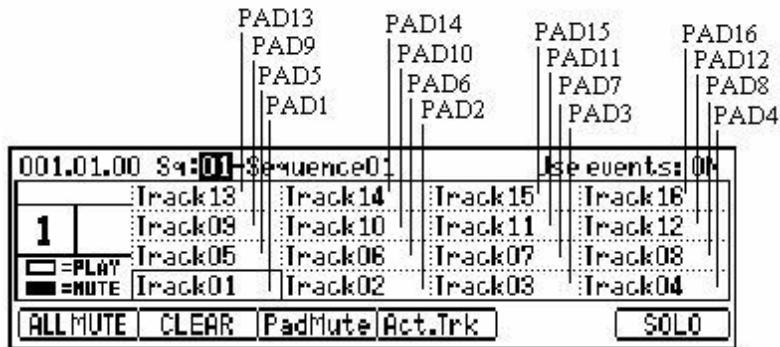 PAD13 PAD14 PAD15 PAD16
PAD9 PAD10 PAD11 PAD12
PAD5 PAD6 PAD7 PAD8
PAD1 PAD2 PAD3 PAD4
001.01.00 Sq:01-Sequence01 Use events: ON
Track13 Track14 Track15 Track16
1 Track09 Track10 Track11 Track12
=PLAY Track05 Track06 Track07 Track08
=MUTE Track01 Track02 Track03 Track04
ALL MUTE CLEAR PadMute Act.Trk SOLO